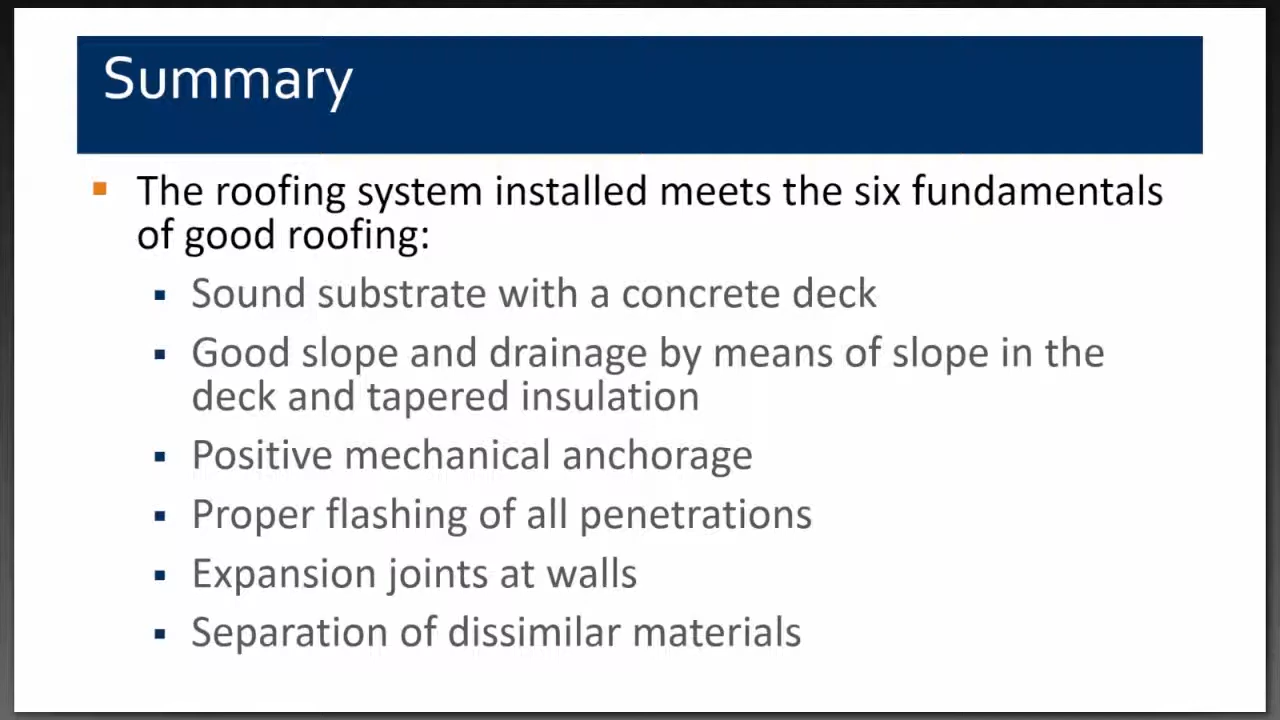 Summary
The roofing system installed meets the six fundamentals
of good roofing:
Sound substrate with a concrete deck
Good slope and drainage by means of slope in the
deck and tapered insulation
Positive mechanical anchorage
Proper flashing of all penetrations
Expansion joints at walls
Separation of dissimilar materials